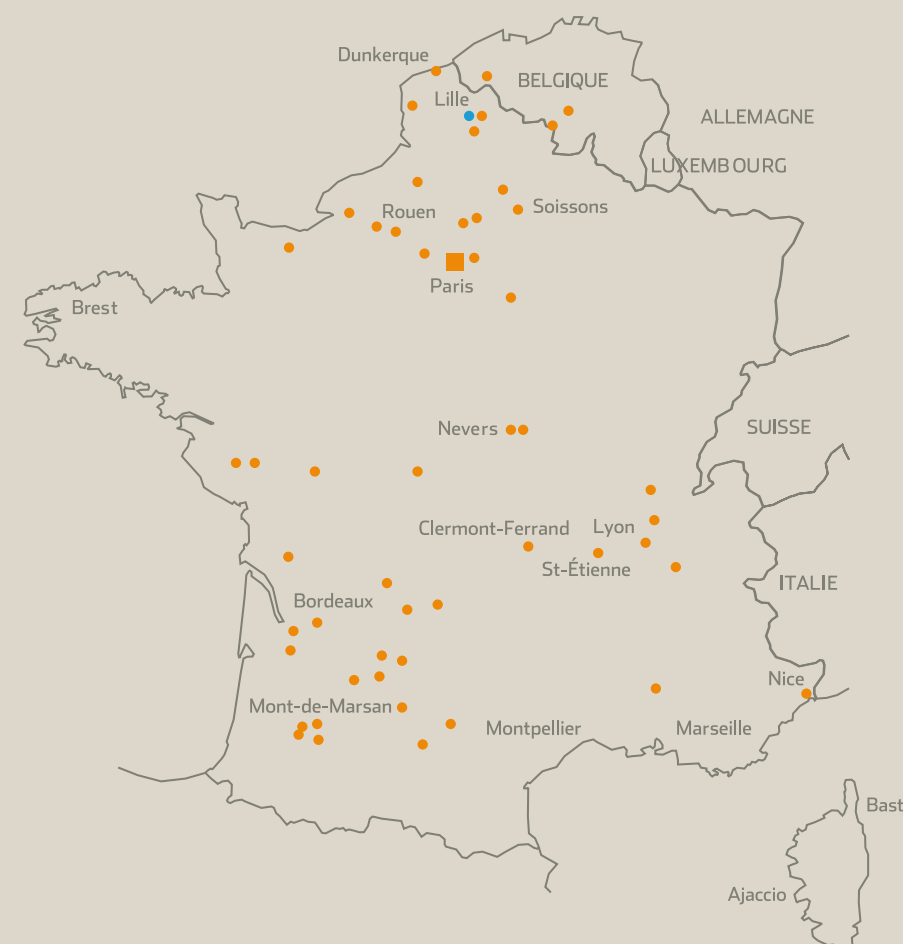 Dunkerque
BELGIQUE
Lille
ALLEMAGNE
LUXEMBOURG
Rouen
Soissons
Paris
Brest
Nevers
SUISSE
Clermont-Ferrand
Lyon
St-Étienne
ITALIE
Bordeaux
Nice
Mont-de-Marsan
Montpellier
Marseille
Bast
Ajaccio